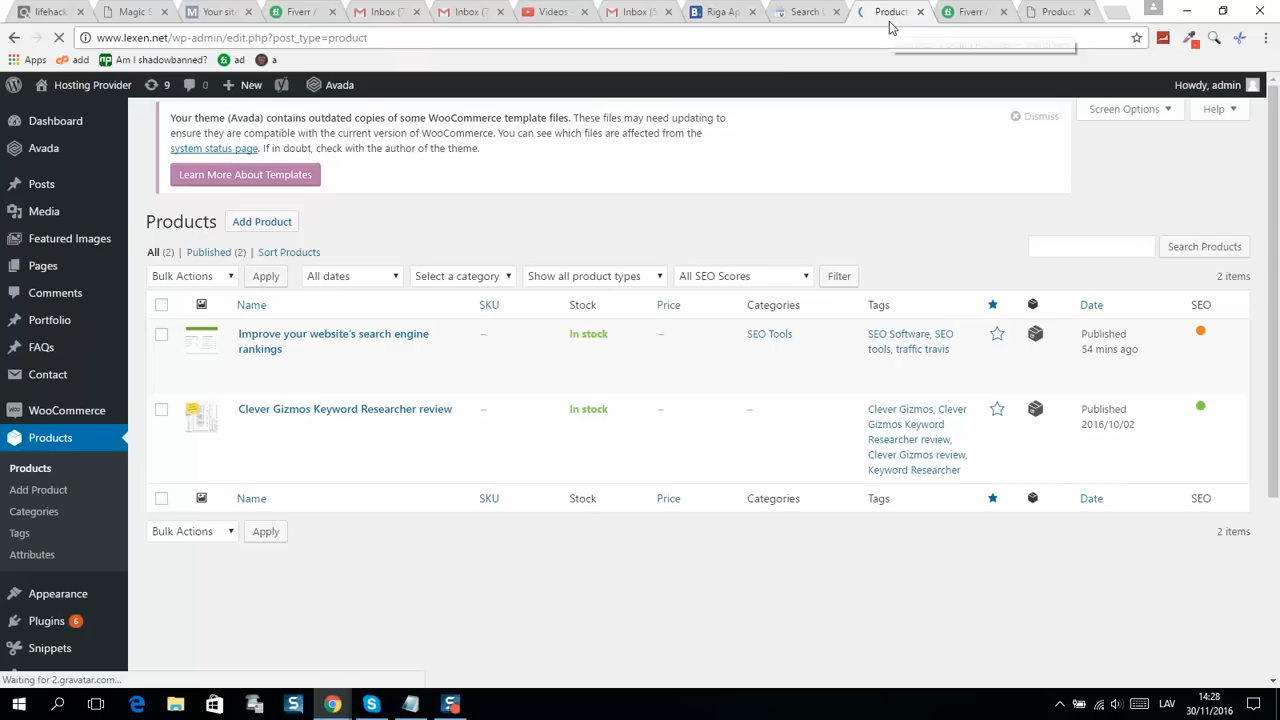 lifehack
Magic S
Your site
Fiverr /
Inbox (7
Inbox (7
Videos
Inbox (5
Riga Ap
Search
Product
Fiverr /
Product
www.lexen.net/wp-admin/edit.php?post_type=product
Apps
add
Am I shadowbanned?
ad
a
Hosting Provider
9
0
New
Avada
Howdy, admin
Dashboard
Avada
Posts
Media
Featured Images
Pages
Comments
Portfolio
FAQs
Contact
WooCommerce
Products
Products
Add Product
Categories
Tags
Attributes
Appearance
Plugins 6
Snippets
Your theme (Avada) contains outdated copies of some WooCommerce template files. These files may need updating to
ensure they are compatible with the current version of WooCommerce. You can see which files are affected from the
system status page. If in doubt, check with the author of the theme.
Learn More About Templates
Dismiss
Screen Options
Help
Products
Add Product
All (2) | Published (2) | Sort Products
Search Products
Bulk Actions
Apply
All dates
Select a category
Show all product types
All SEO Scores
Filter
2 items
Name SKU Stock Price Categories Tags Date SEO
Improve your website's search engine
rankings
–
In stock
–
SEO Tools
SEO Software, SEO
tools, traffic travis
Published
54 mins ago
Clever Gizmos Keyword Researcher review
–
In stock
–
–
Clever Gizmos, Clever
Gizmos Keyword
Researcher review,
Clever Gizmos review,
Keyword Researcher
Published
2016/10/02
Name SKU Stock Price Categories Tags Date SEO
Bulk Actions
Apply
2 items
Waiting for 2.gravatar.com...
LAV
14:28
30/11/2016